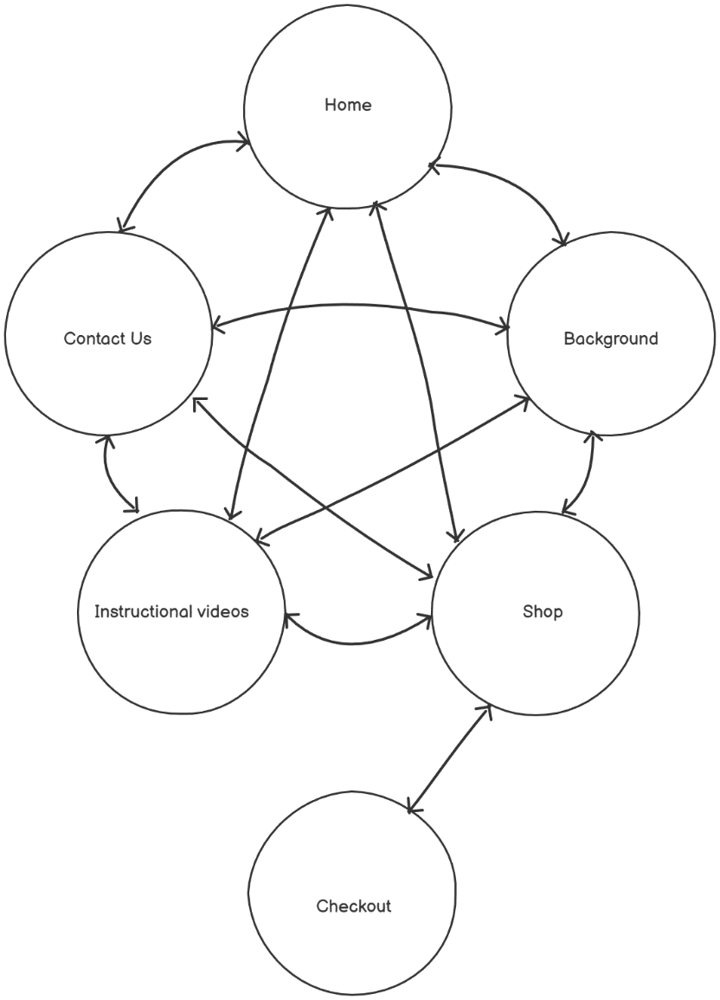 Home
Contact Us
Background
Instructional videos
Shop
Checkout